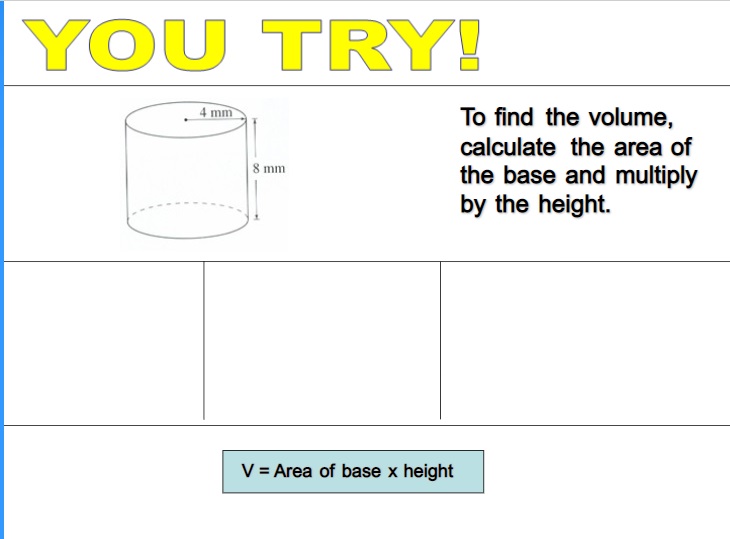 YOU TRY!
4 mm
8 mm
To find the volume,
calculate the area of
the base and multiply
by the height.
V = Area of base x height